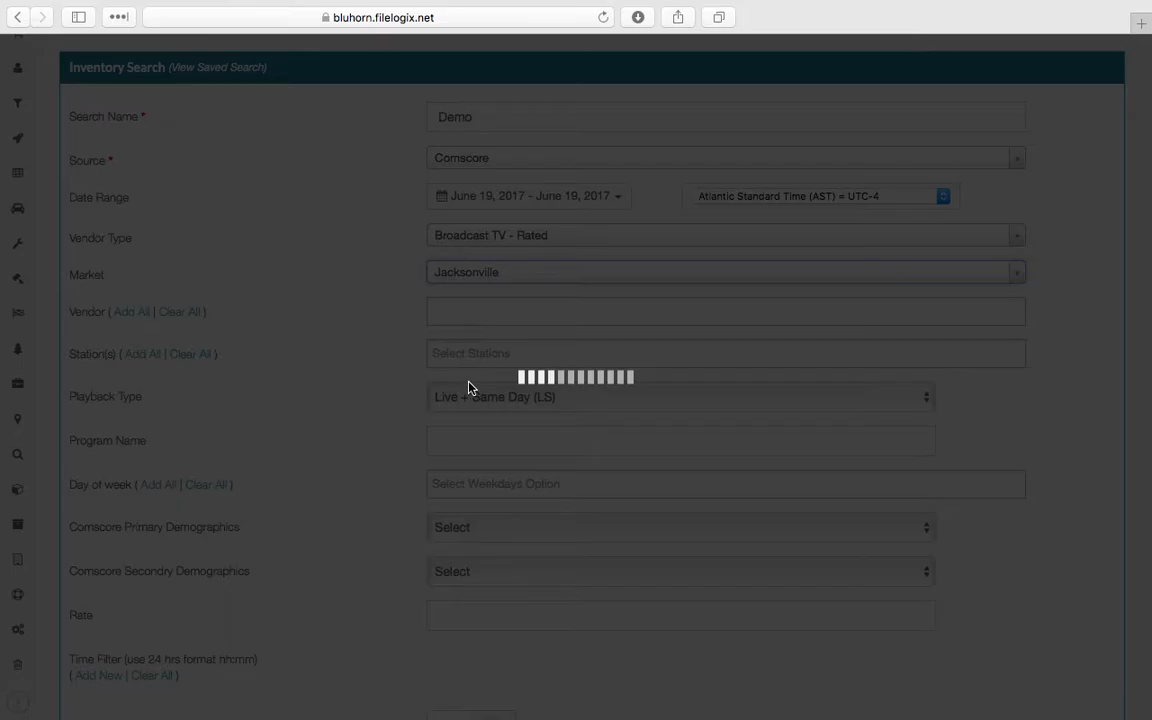 bluhorn.filelogix.net
Inventory Search (View Saved Search)
Search Name *
Demo
Source *
Comscore
Date Range
June 19, 2017 - June 19, 2017
Atlantic Standard Time (AST) = UTC-4
Vendor Type
Broadcast TV - Rated
Market
Jacksonville
Vendor ( Add All | Clear All )
Station(s) ( Add All | Clear All )
Select Stations
Playback Type
Live + Same Day (LS)
Program Name
Day of week ( Add All | Clear All )
Select Weekdays Option
Comscore Primary Demographics
Select
Comscore Secondry Demographics
Select
Rate
Time Filter (use 24 hrs format hh:mm)
( Add New | Clear All )